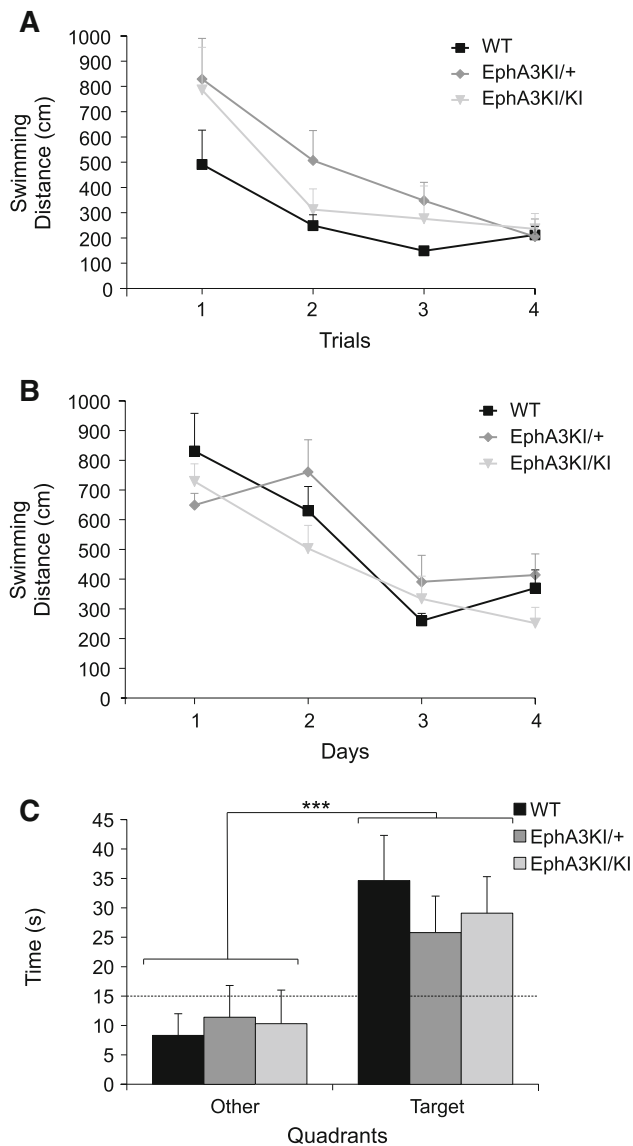 A
1000
900
800
700
600
500
400
300
200
100
0
Swimming
Distance (cm)
WT
EphA3KI/+
EphA3KI/KI
1 2 3 4
Trials
B
1000
900
800
700
600
500
400
300
200
100
0
Swimming
Distance (cm)
WT
EphA3KI/+
EphA3KI/KI
1 2 3 4
Days
C
45
40
35
30
25
20
15
10
5
0
Time (s)
***
WT
EphA3KI/+
EphA3KI/KI
Other Target
Quadrants